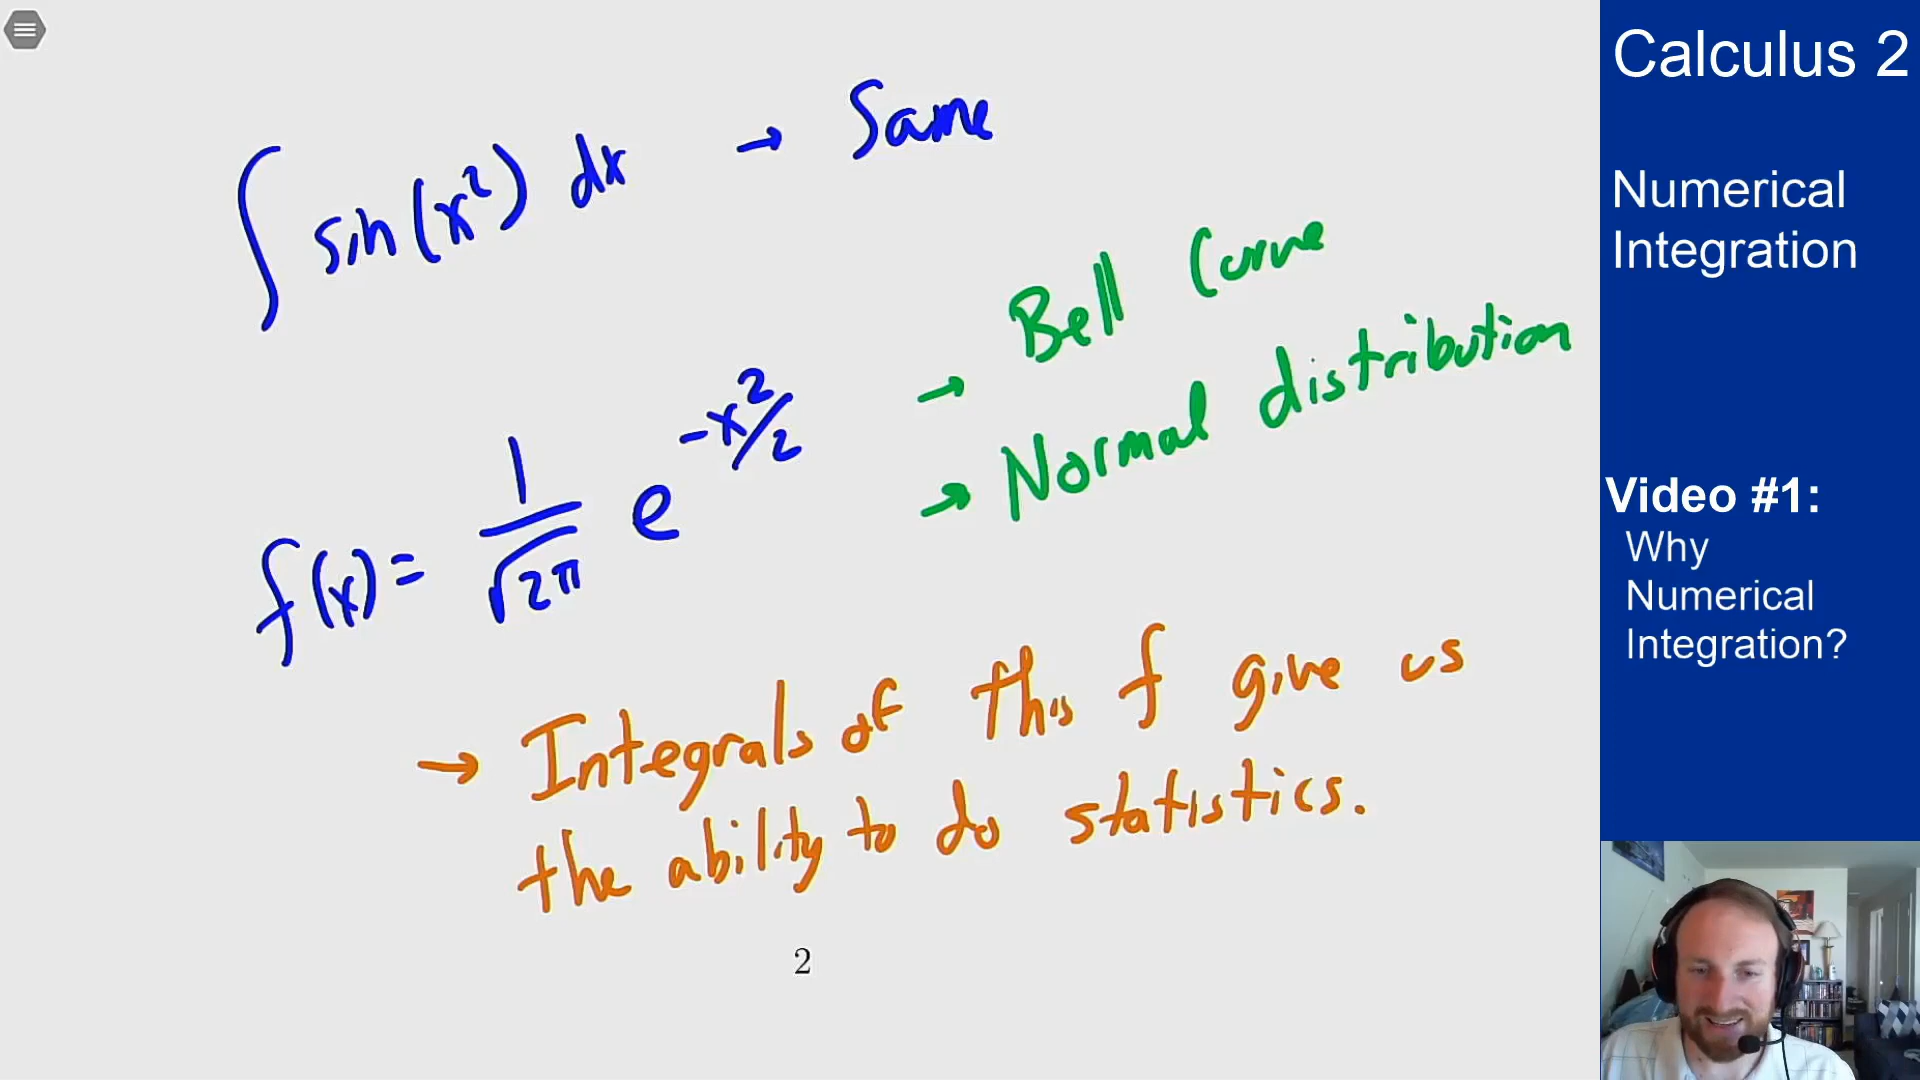 ∫ sin(x²) dx → Same
→ Bell Curve
→ Normal distribution
f(x) = 1/√2π e^(-x²/2)
→ Integrals of this f give us
the ability to do statistics.
2
Calculus 2
Numerical
Integration
Video #1:
Why
Numerical
Integration?